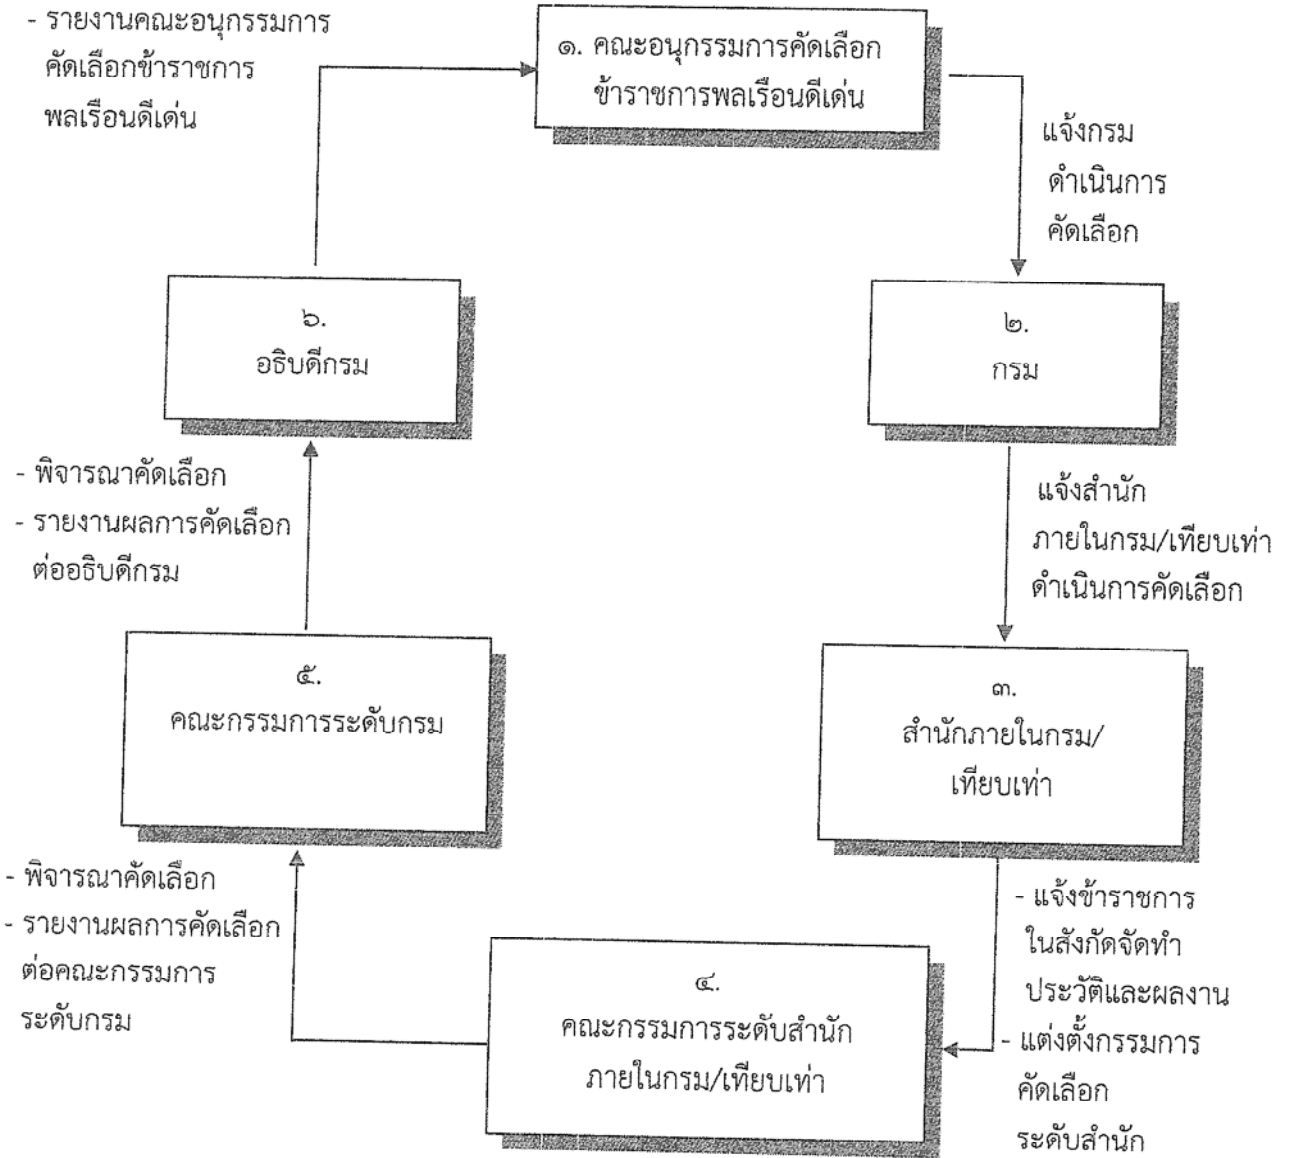 - รายงานคณะอนุกรรมการ
คัดเลือกข้าราชการ
พลเรือนดีเด่น
๑. คณะอนุกรรมการคัดเลือก
ข้าราชการพลเรือนดีเด่น
แจ้งกรม
ดำเนินการ
คัดเลือก
๒.
กรม
แจ้งสำนัก
ภายในกรม/เทียบเท่า
ดำเนินการคัดเลือก
๓.
สำนักภายในกรม/
เทียบเท่า
- แจ้งข้าราชการ
ในสังกัดจัดทำ
ประวัติและผลงาน
- แต่งตั้งกรรมการ
คัดเลือก
ระดับสำนัก
๔.
คณะกรรมการระดับสำนัก
ภายในกรม/เทียบเท่า
- พิจารณาคัดเลือก
- รายงานผลการคัดเลือก
ต่อคณะกรรมการ
ระดับกรม
๕.
คณะกรรมการระดับกรม
- พิจารณาคัดเลือก
- รายงานผลการคัดเลือก
ต่ออธิบดีกรม
๖.
อธิบดีกรม